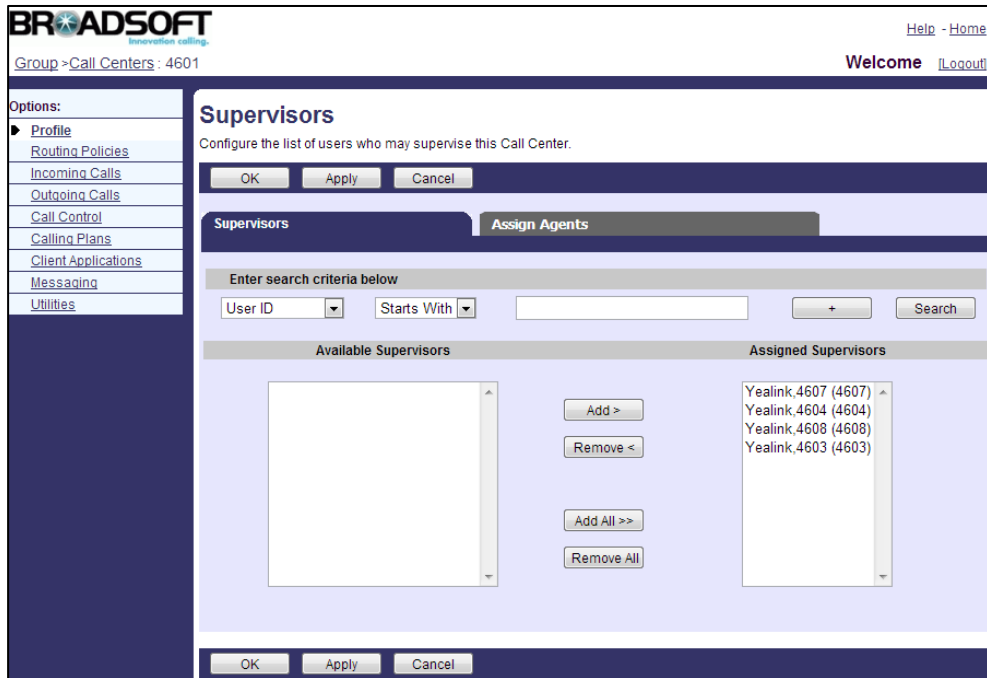 BROADSOFT
innovation calling.
Help - Home
Group >Call Centers : 4601
Welcome [Logout]
Options:
Profile
Routing Policies
Incoming Calls
Outgoing Calls
Call Control
Calling Plans
Client Applications
Messaging
Utilities
Supervisors
Configure the list of users who may supervise this Call Center.
OK Apply Cancel
Supervisors Assign Agents
Enter search criteria below
User ID Starts With + Search
Available Supervisors Assigned Supervisors
Yealink,4607 (4607)
Yealink,4604 (4604)
Yealink,4608 (4608)
Yealink,4603 (4603)
Add >
Remove <
Add All >>
Remove All
OK Apply Cancel